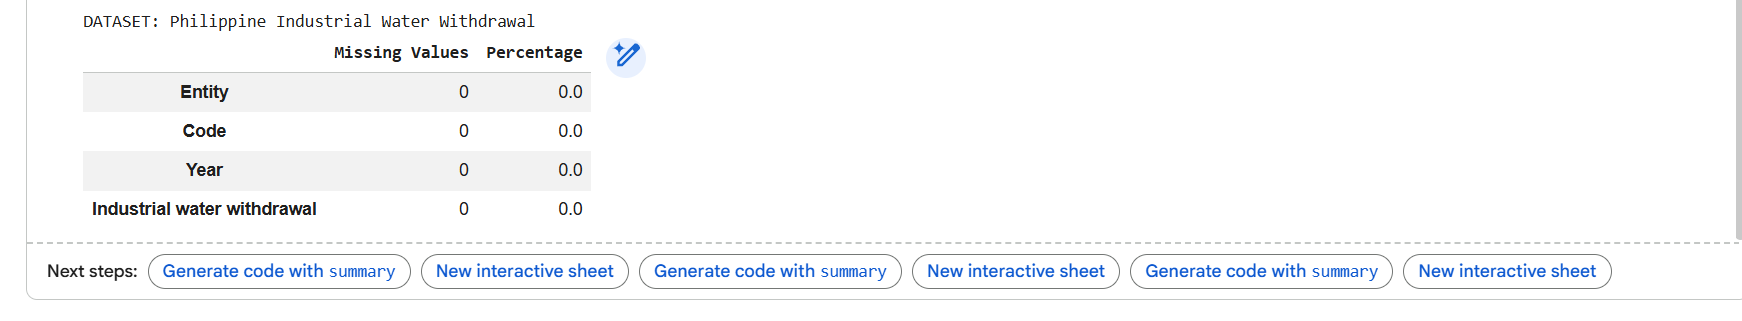 DATASET: Philippine Industrial Water Withdrawal
Missing Values Percentage
Entity 0 0.0
Code 0 0.0
Year 0 0.0
Industrial water withdrawal 0 0.0
Next steps: Generate code with summary New interactive sheet Generate code with summary New interactive sheet Generate code with summary New interactive sheet